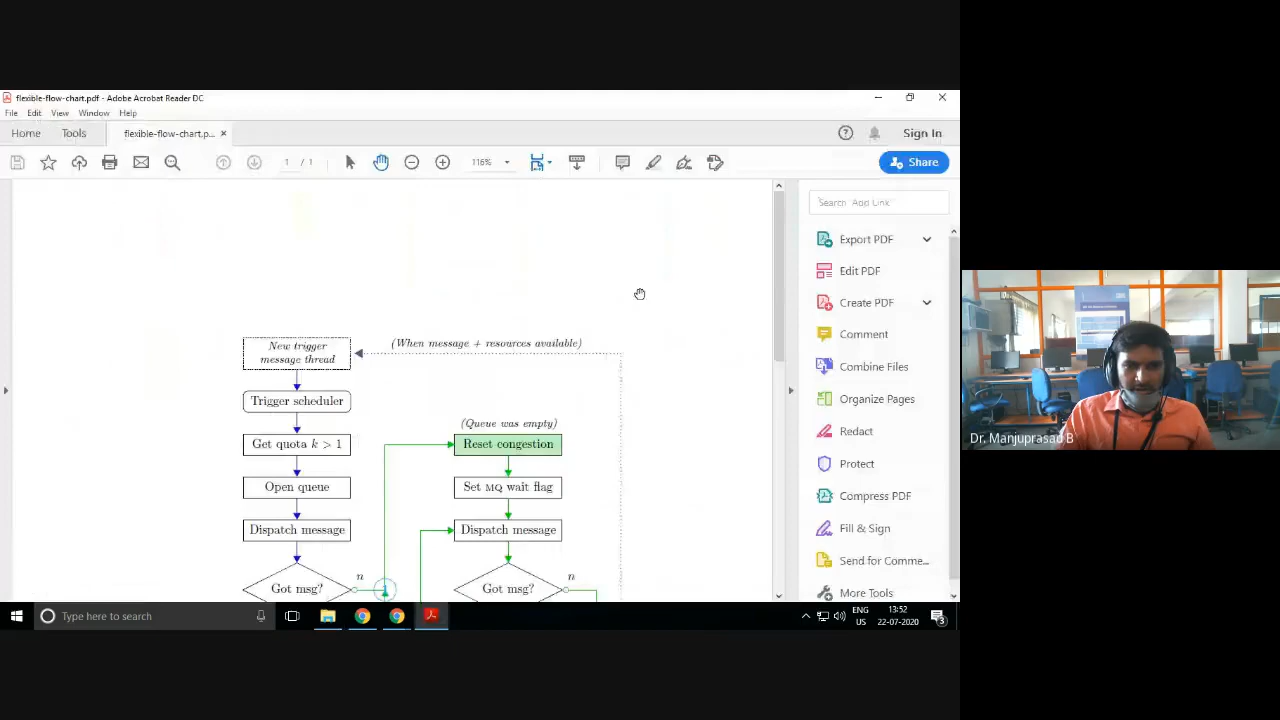 flexible-flow-chart.pdf - Adobe Acrobat Reader DC
File Edit View Window Help
Home Tools flexible-flow-chart.p... × Sign In
1 / 1 116% Share
Search 'Add Link'
Export PDF
Edit PDF
Create PDF
Comment
Combine Files
Organize Pages
Redact
Protect
Compress PDF
Fill & Sign
Send for Comme...
More Tools
New trigger
message thread
(When message + resources available)
Trigger scheduler
Get quota k > 1
Open queue
Dispatch message
Got msg?
n
1
(Queue was empty)
Reset congestion
Set MQ wait flag
Dispatch message
Got msg?
n
Dr. Manjuprasad B
Type here to search
ENG
US
13:52
22-07-2020
3